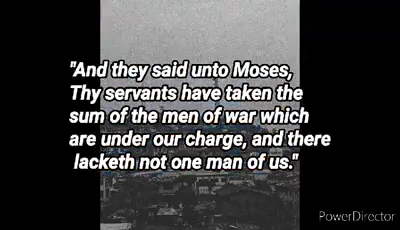 "And they said unto Moses,
Thy servants have taken the
sum of the men of war which
are under our charge, and there
lacketh not one man of us."
PowerDirector